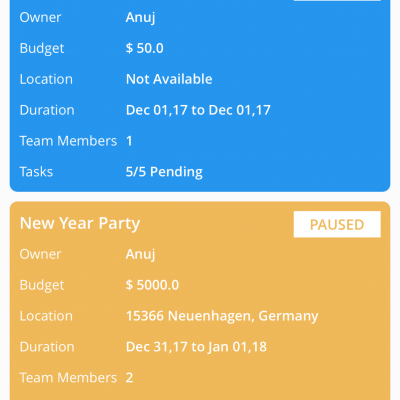 Owner Anuj
Budget $ 50.0
Location Not Available
Duration Dec 01,17 to Dec 01,17
Team Members 1
Tasks 5/5 Pending
New Year Party PAUSED
Owner Anuj
Budget $ 5000.0
Location 15366 Neuenhagen, Germany
Duration Dec 31,17 to Jan 01,18
Team Members 2